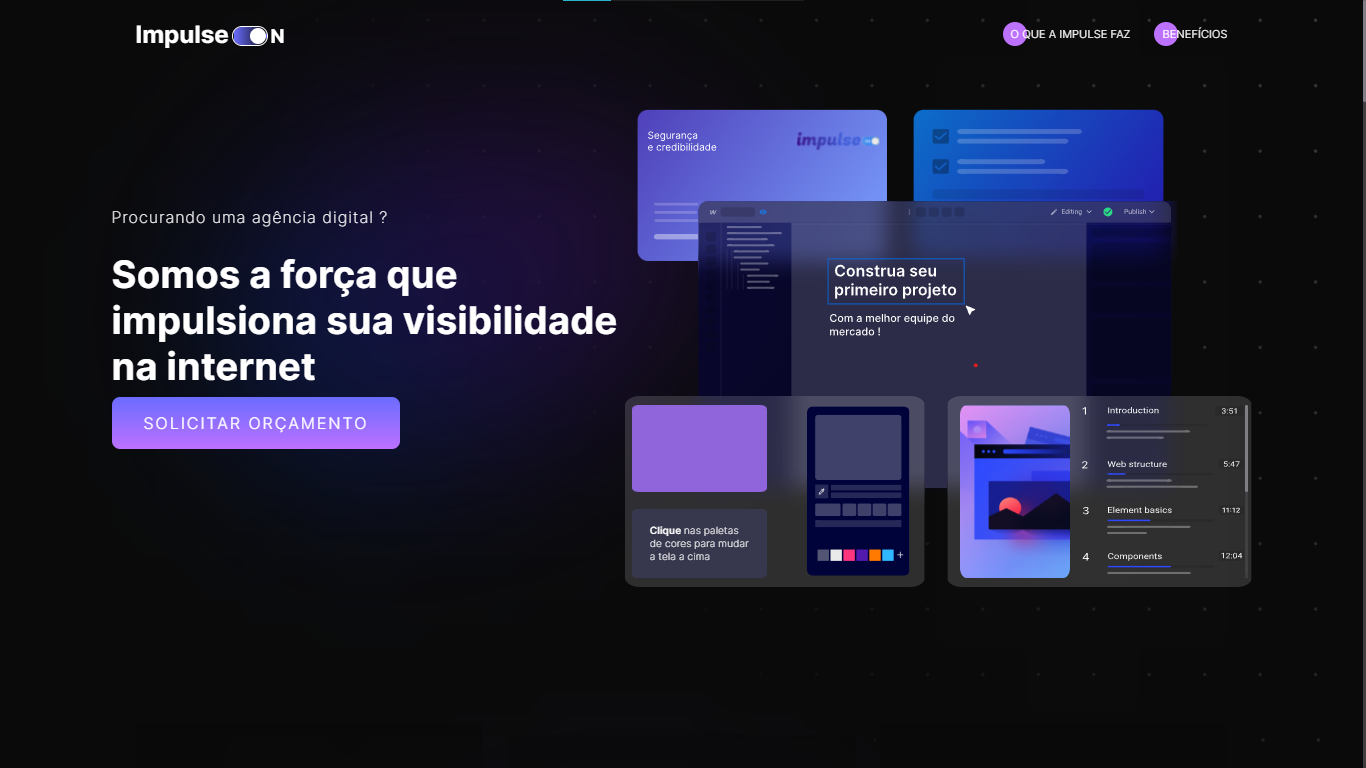 ImpulseON
O QUE A IMPULSE FAZ
BENEFÍCIOS
Segurança
e credibilidade
impulse
Procurando uma agência digital ?
Somos a força que
impulsiona sua visibilidade
na internet
SOLICITAR ORÇAMENTO
W
Editing
Publish
Construa seu
primeiro projeto
Com a melhor equipe do
mercado !
Clique nas paletas
de cores para mudar
a tela a cima
+
1 Introduction 3:51
2 Web structure 5:47
3 Element basics 11:12
4 Components 12:04